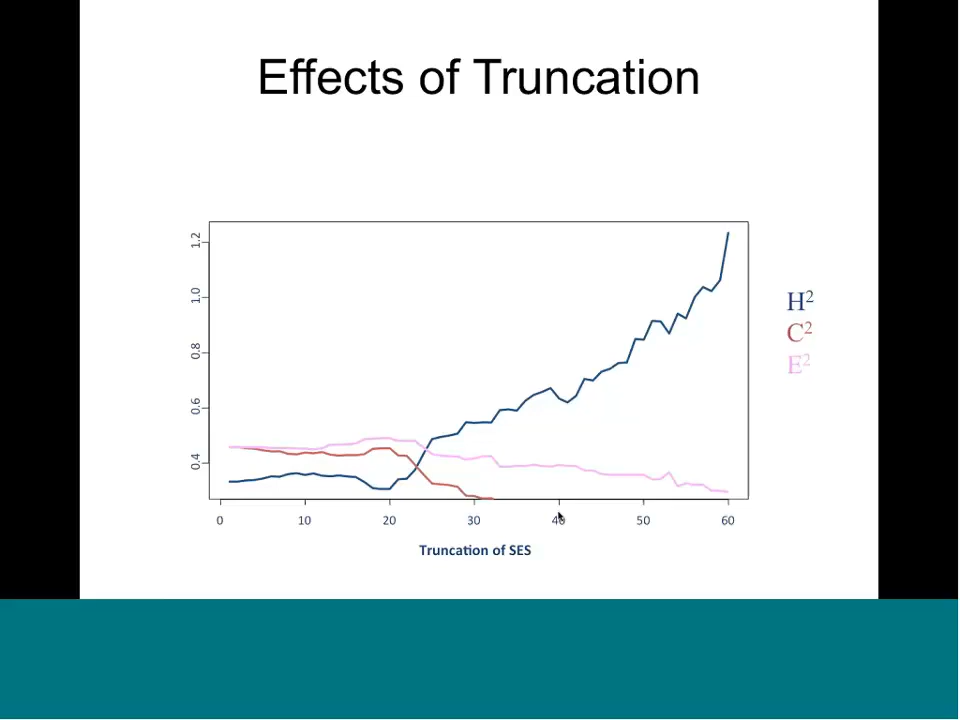 Effects of Truncation
1.2
1.0
0.8
0.6
0.4
H²
C²
E²
0 10 20 30 40 50 60
Truncation of SES